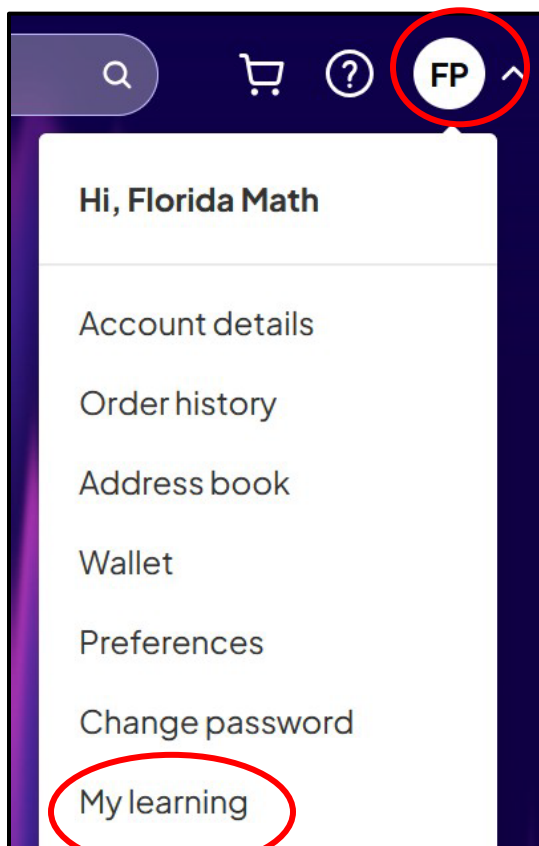 FP
Hi, Florida Math
Account details
Order history
Address book
Wallet
Preferences
Change password
My learning